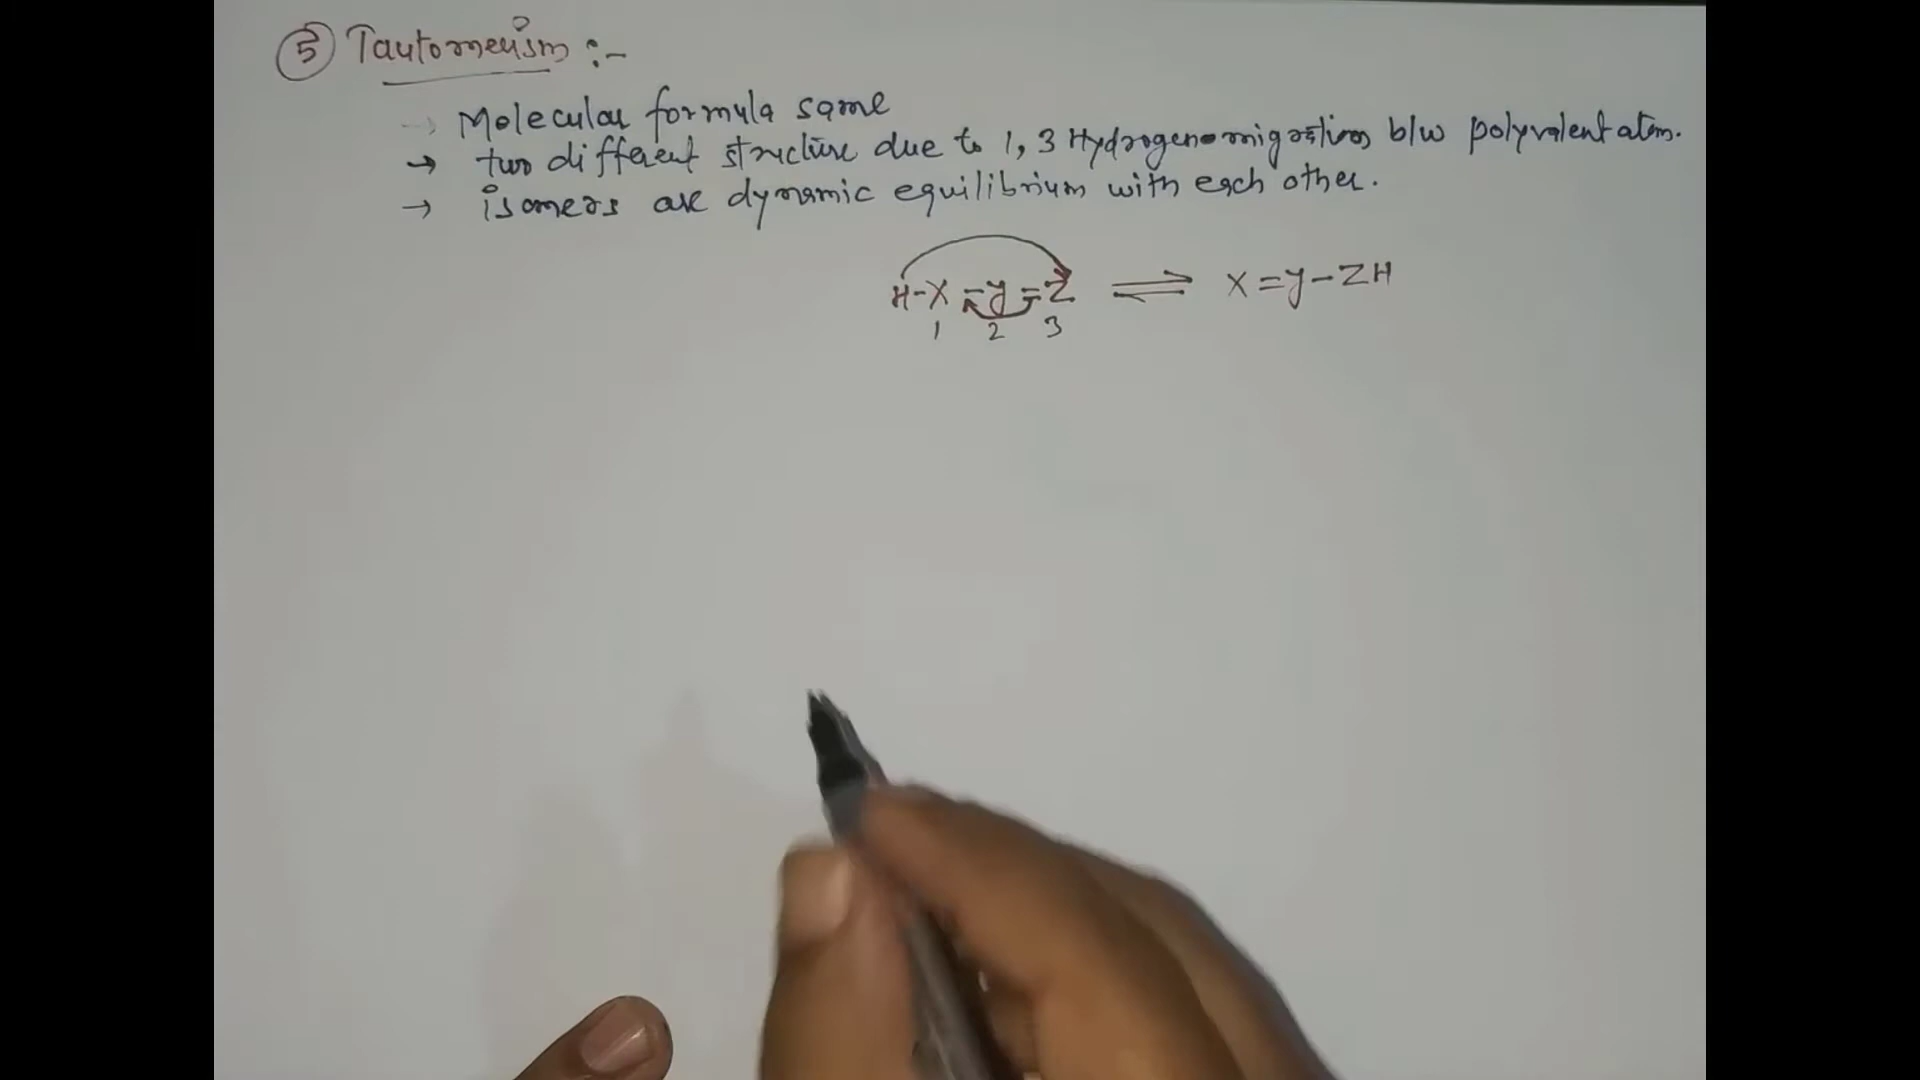 5 Tautomerism :-
→ Molecular formula same
→ two different structure due to 1, 3 Hydrogen migration b/w polyvalent atom.
→ isomers are dynamic equilibrium with each other.
H-X-y=Z ⇌ X=y-ZH
1 2 3